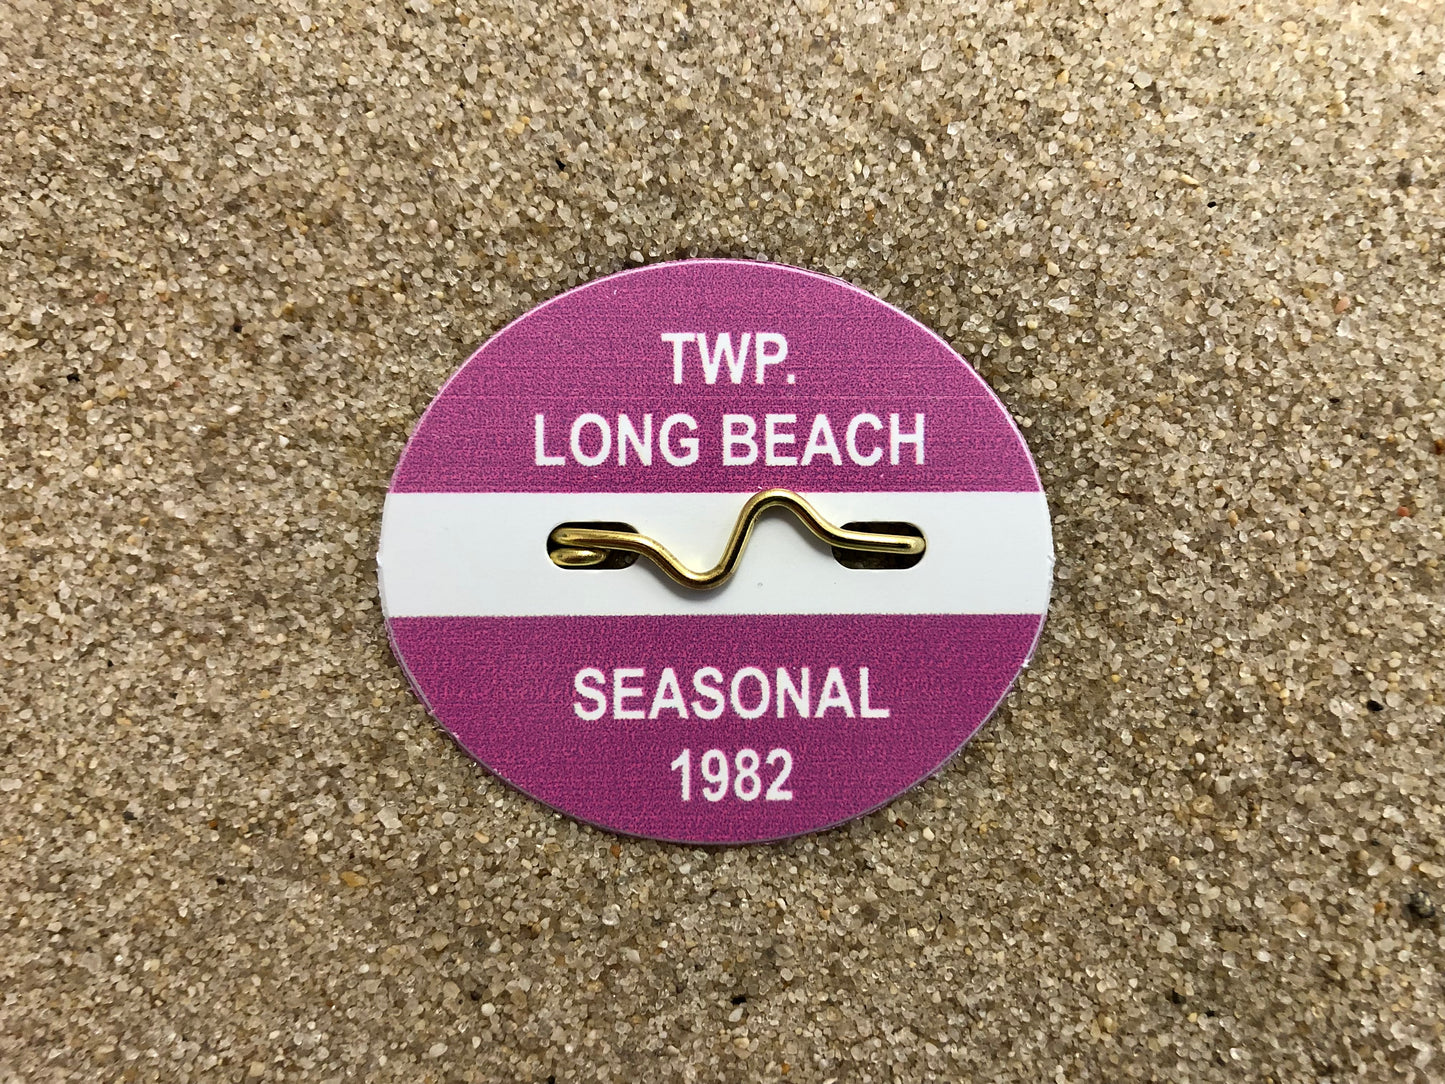 TWP.
LONG BEACH
SEASONAL
1982